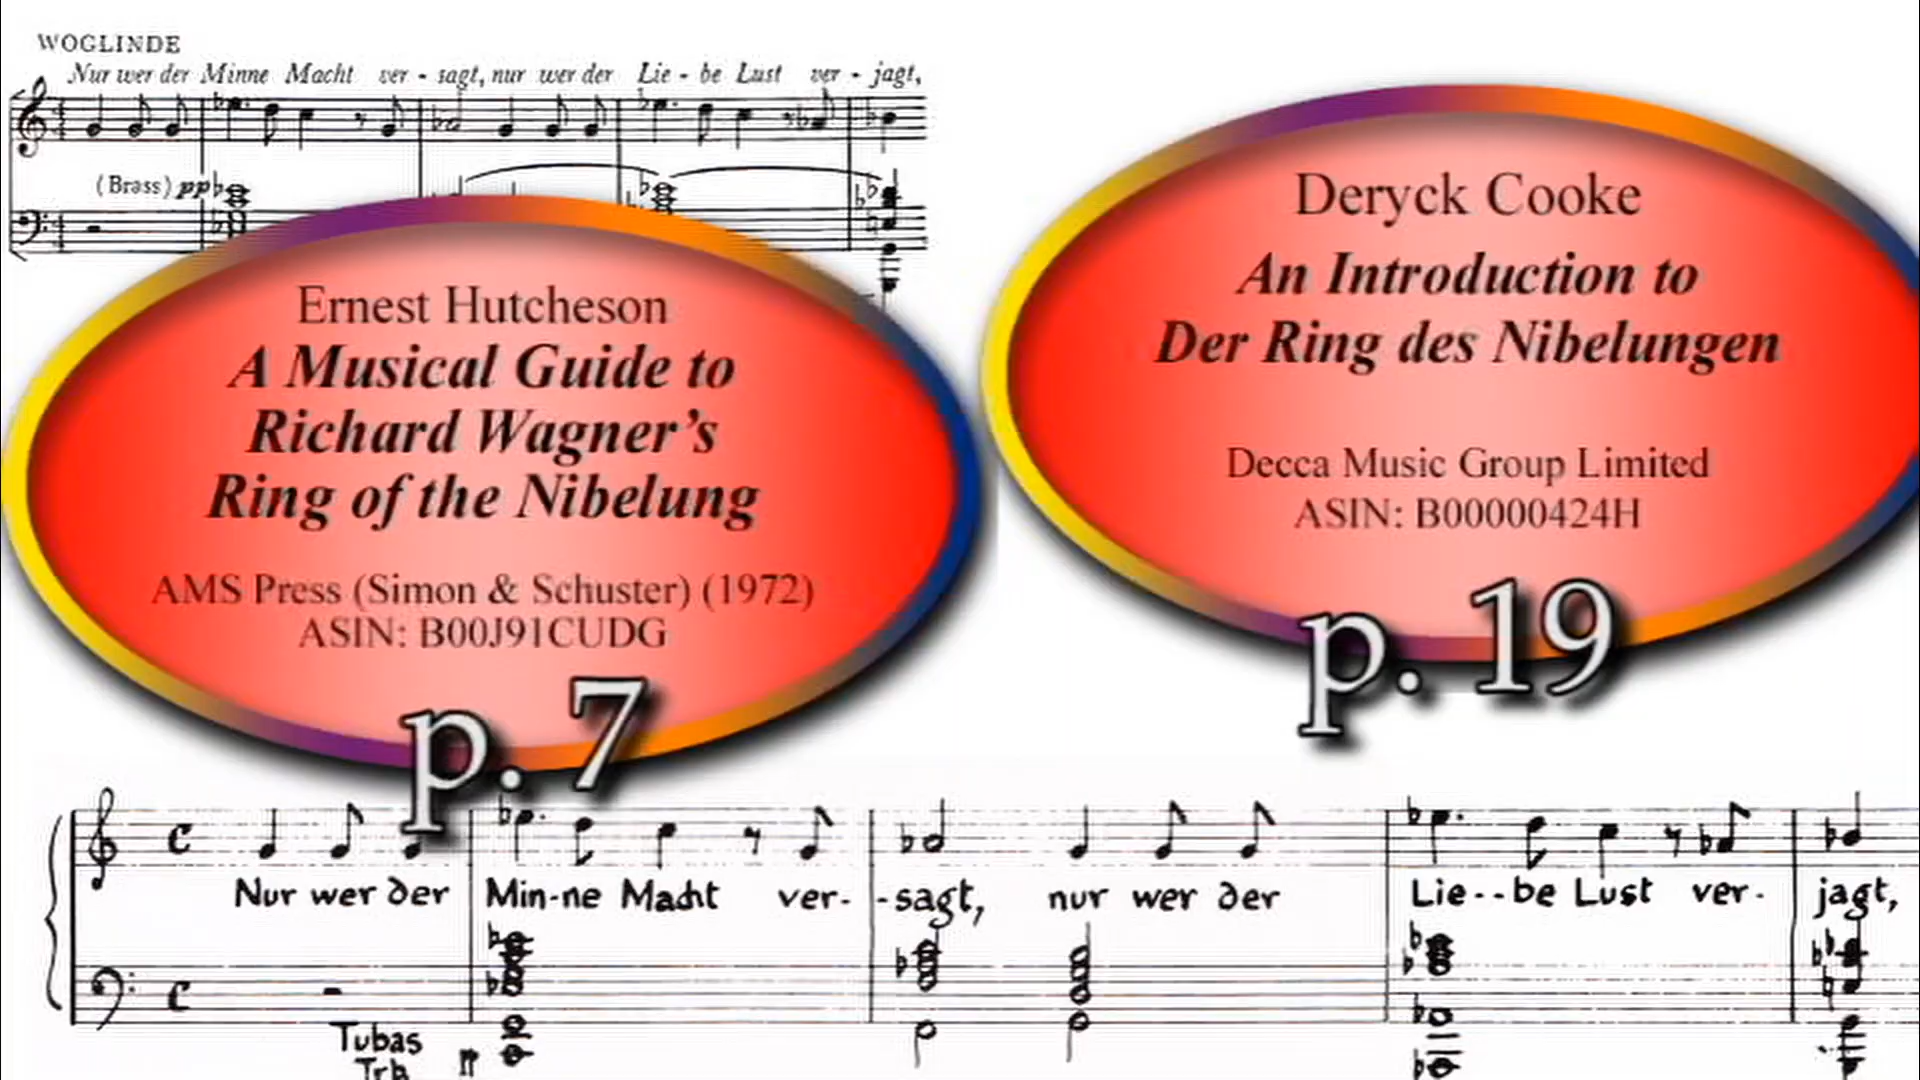 WOGLINDE
Nur wer der Minne Macht ver - sagt, nur wer der Lie - be Lust ver - jagt,
(Brass) pp
Ernest Hutcheson
A Musical Guide to
Richard Wagner's
Ring of the Nibelung
AMS Press (Simon & Schuster) (1972)
ASIN: B00J91CUDG
p. 7
Deryck Cooke
An Introduction to
Der Ring des Nibelungen
Decca Music Group Limited
ASIN: B00000424H
p. 19
Nur wer der Min-ne Macht ver- -sagt, nur wer der Lie--be Lust ver- jagt,
Tubas
Trb
pp